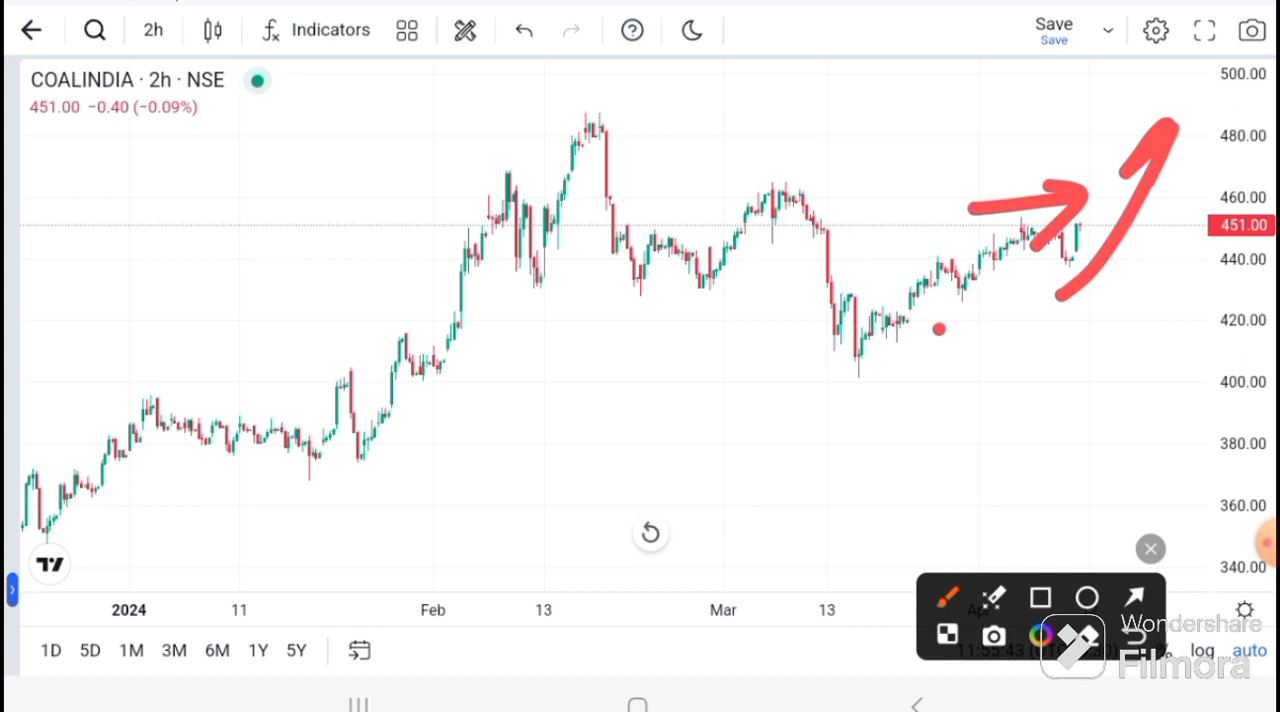 2h
Indicators
Save
Save
COALINDIA · 2h · NSE
451.00 −0.40 (−0.09%)
500.00
480.00
460.00
451.00
440.00
420.00
400.00
380.00
360.00
340.00
2024 11 Feb 13 Mar 13
1D 5D 1M 3M 6M 1Y 5Y
% log auto
Wondershare
Filmora